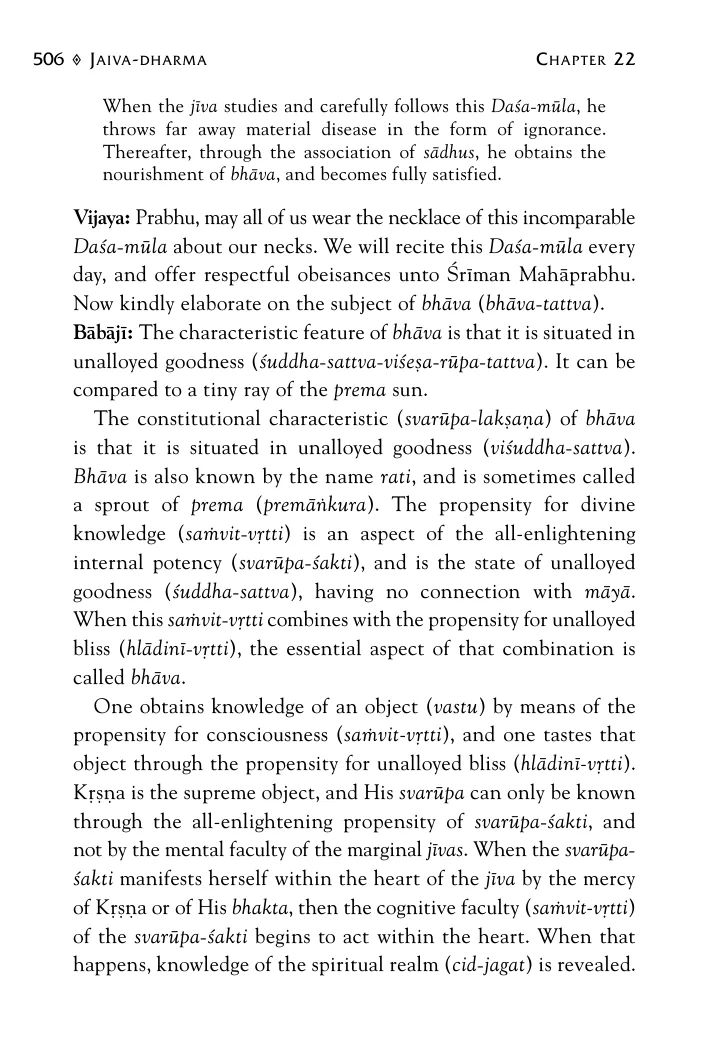 506 ◊ JAIVA-DHARMA CHAPTER 22
When the jīva studies and carefully follows this Daśa-mūla, he
throws far away material disease in the form of ignorance.
Thereafter, through the association of sādhus, he obtains the
nourishment of bhāva, and becomes fully satisfied.
Vijaya: Prabhu, may all of us wear the necklace of this incomparable
Daśa-mūla about our necks. We will recite this Daśa-mūla every
day, and offer respectful obeisances unto Śrīman Mahāprabhu.
Now kindly elaborate on the subject of bhāva (bhāva-tattva).
Bābājī: The characteristic feature of bhāva is that it is situated in
unalloyed goodness (śuddha-sattva-viśeṣa-rūpa-tattva). It can be
compared to a tiny ray of the prema sun.
The constitutional characteristic (svarūpa-lakṣaṇa) of bhāva
is that it is situated in unalloyed goodness (viśuddha-sattva).
Bhāva is also known by the name rati, and is sometimes called
a sprout of prema (premāṅkura). The propensity for divine
knowledge (saṁvit-vṛtti) is an aspect of the all-enlightening
internal potency (svarūpa-śakti), and is the state of unalloyed
goodness (śuddha-sattva), having no connection with māyā.
When this saṁvit-vṛtti combines with the propensity for unalloyed
bliss (hlādinī-vṛtti), the essential aspect of that combination is
called bhāva.
One obtains knowledge of an object (vastu) by means of the
propensity for consciousness (saṁvit-vṛtti), and one tastes that
object through the propensity for unalloyed bliss (hlādinī-vṛtti).
Kṛṣṇa is the supreme object, and His svarūpa can only be known
through the all-enlightening propensity of svarūpa-śakti, and
not by the mental faculty of the marginal jīvas. When the svarūpa-
śakti manifests herself within the heart of the jīva by the mercy
of Kṛṣṇa or of His bhakta, then the cognitive faculty (saṁvit-vṛtti)
of the svarūpa-śakti begins to act within the heart. When that
happens, knowledge of the spiritual realm (cid-jagat) is revealed.